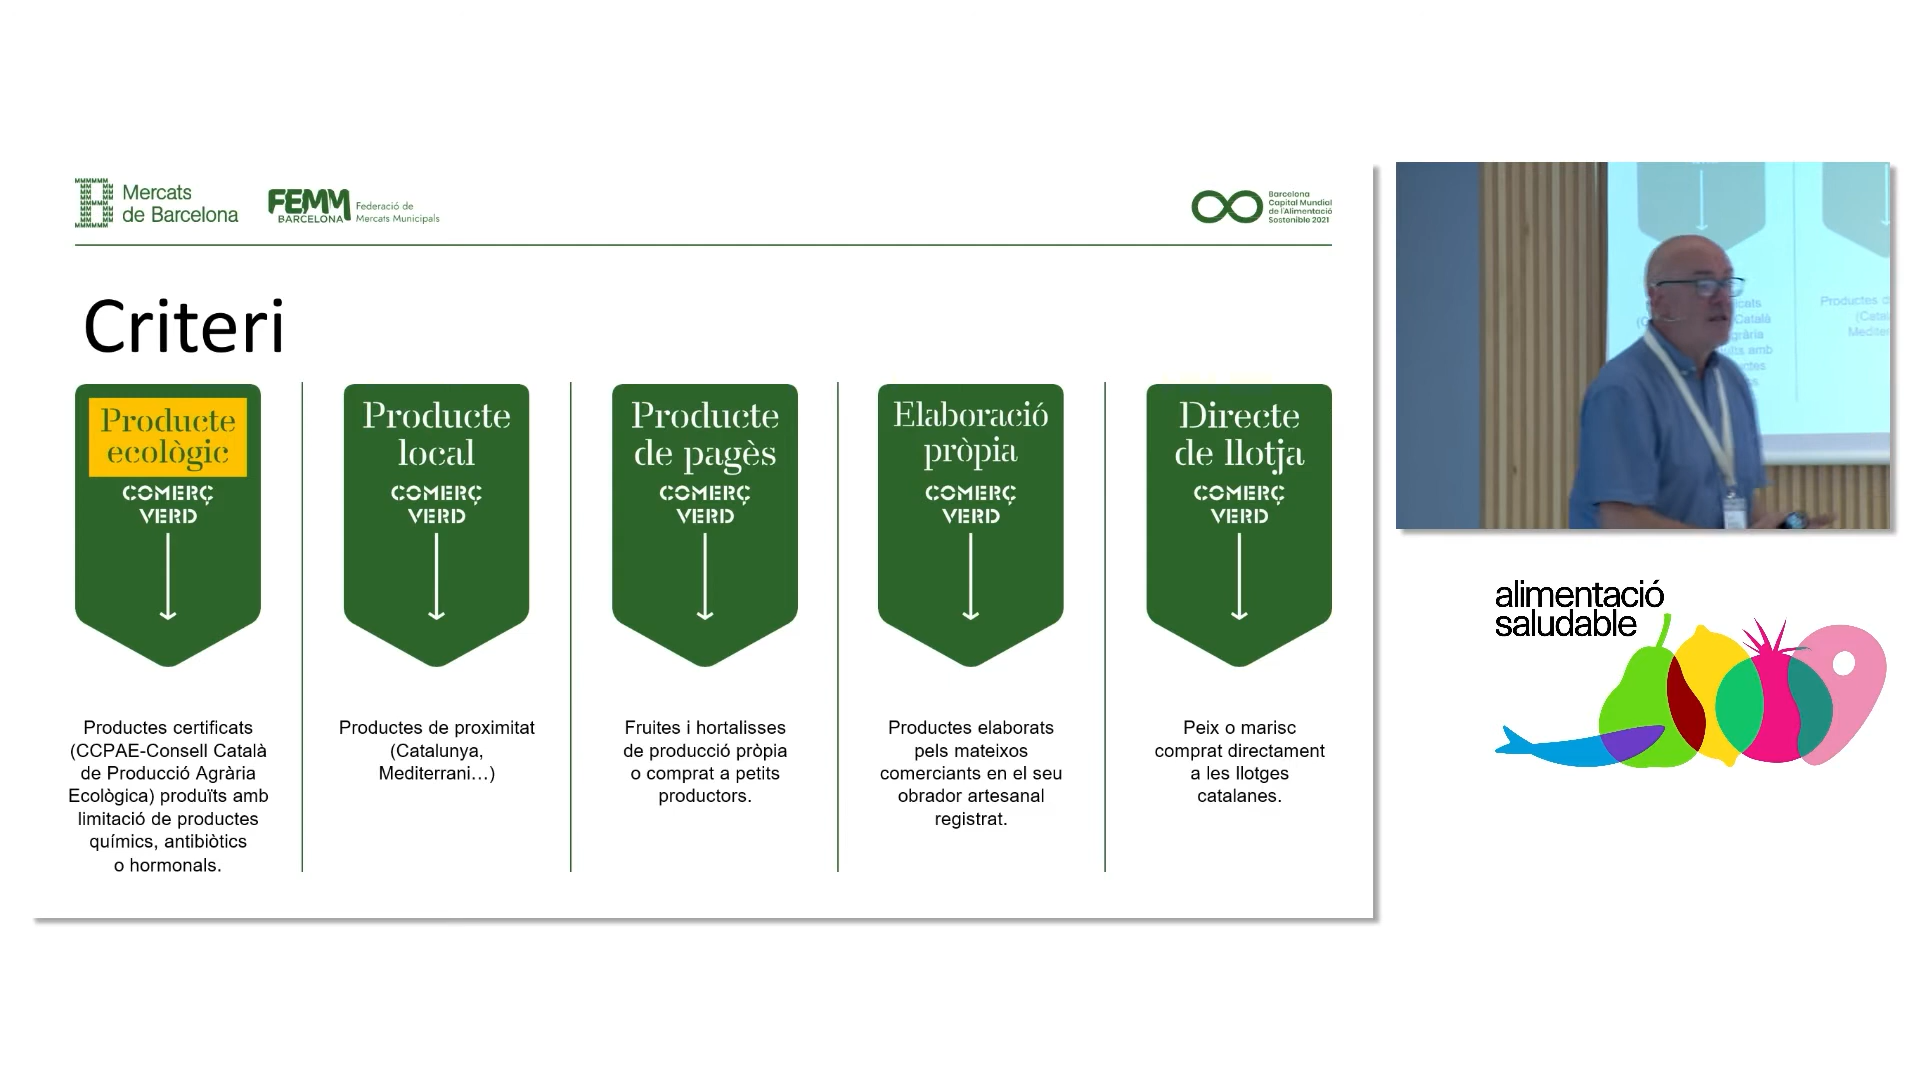 Mercats
de Barcelona
FEMM
BARCELONA
Federació de
Mercats Municipals
Barcelona
Capital Mundial
de l'Alimentació
Sostenible 2021
Criteri
Producte
ecològic
COMERÇ
VERD
Productes certificats
(CCPAE-Consell Català
de Producció Agrària
Ecològica) produïts amb
limitació de productes
químics, antibiòtics
o hormonals.
Producte
local
COMERÇ
VERD
Productes de proximitat
(Catalunya,
Mediterrani...)
Producte
de pagès
COMERÇ
VERD
Fruites i hortalisses
de producció pròpia
o comprat a petits
productors.
Elaboració
pròpia
COMERÇ
VERD
Productes elaborats
pels mateixos
comerciants en el seu
obrador artesanal
registrat.
Directe
de llotja
COMERÇ
VERD
Peix o marisc
comprat directament
a les llotges
catalanes.
Català
Productes
alimentació
saludable